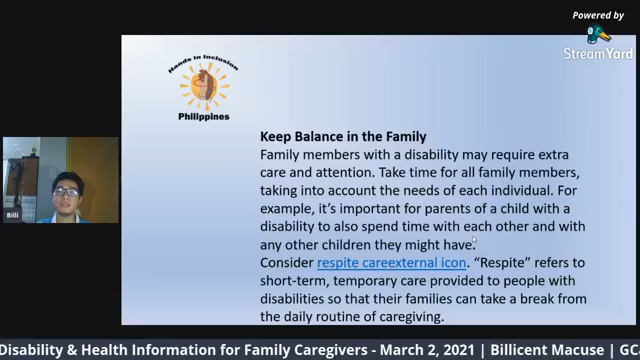 Powered by
StreamYard
Hands in Inclusion
Philippines
Keep Balance in the Family
Family members with a disability may require extra
care and attention. Take time for all family members,
taking into account the needs of each individual. For
example, it’s important for parents of a child with a
disability to also spend time with each other and with
any other children they might have.
Consider respite careexternal icon. “Respite” refers to
short-term, temporary care provided to people with
disabilities so that their families can take a break from
the daily routine of caregiving.
Billi
Disability & Health Information for Family Caregivers - March 2, 2021 | Billicent Macuse | GC